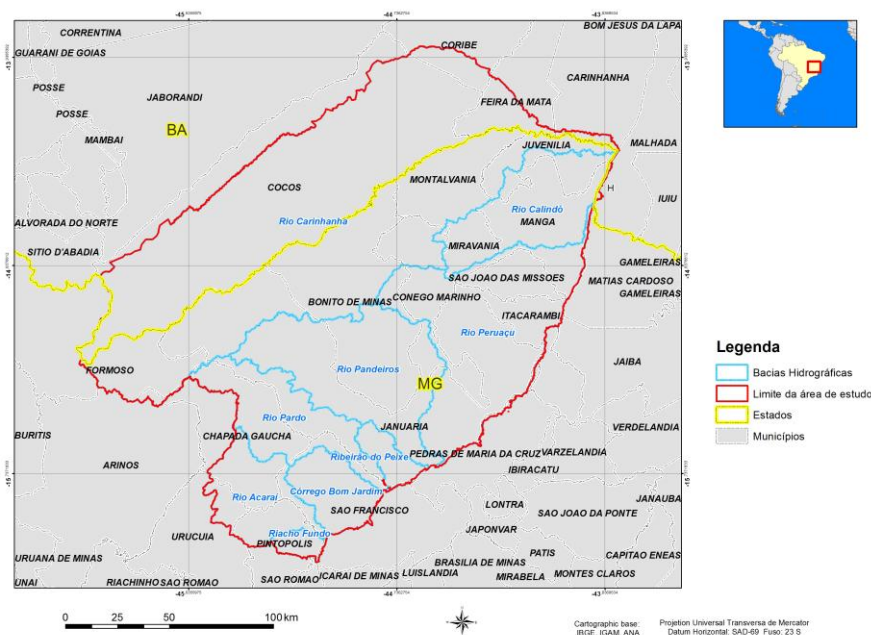 CORRENTINA
BOM JESUS DA LAPA
GUARANI DE GOIAS
CORIBE
CARINHANHA
POSSE
JABORANDI
FEIRA DA MATA
POSSE
BA
MAMBAI
JUVENILIA
MALHADA
MONTALVANIA
COCOS
H
IUIU
Rio Calindó
Rio Carinhanha
MANGA
ALVORADA DO NORTE
MIRAVANIA
SITIO D'ABADIA
GAMELEIRAS
SAO JOAO DAS MISSOES
MATIAS CARDOSO
BONITO DE MINAS
CONEGO MARINHO
GAMELEIRAS
ITACARAMBI
Rio Peruaçu
FORMOSO
Rio Pandeiros
JAIBA
MG
Rio Pardo
JANUARIA
VERDELANDIA
BURITIS
CHAPADA GAUCHA
Ribeirão do Peixe
PEDRAS DE MARIA DA CRUZ
VARZELANDIA
ARINOS
IBIRACATU
Rio Acarai
Córrego Bom Jardim
LONTRA
JANAUBA
SAO FRANCISCO
SAO JOAO DA PONTE
URUCUIA
Riacho Fundo
JAPONVAR
PINTOPOLIS
URUANA DE MINAS
PATIS
CAPITAO ENEAS
BRASILIA DE MINAS
UNAI
RIACHINHO
SAO ROMAO
SAO ROMAO
ICARAI DE MINAS
LUISLANDIA
MIRABELA
MONTES CLAROS
Legenda
Bacias Hidrográficas
Limite da área de estudo
Estados
Municípios
0 25 50 100 km
Cartographic base:
IBGE, IGAM, ANA
Projetion Universal Transversa de Mercator
Datum Horizontal: SAD-69 Fuso: 23 S